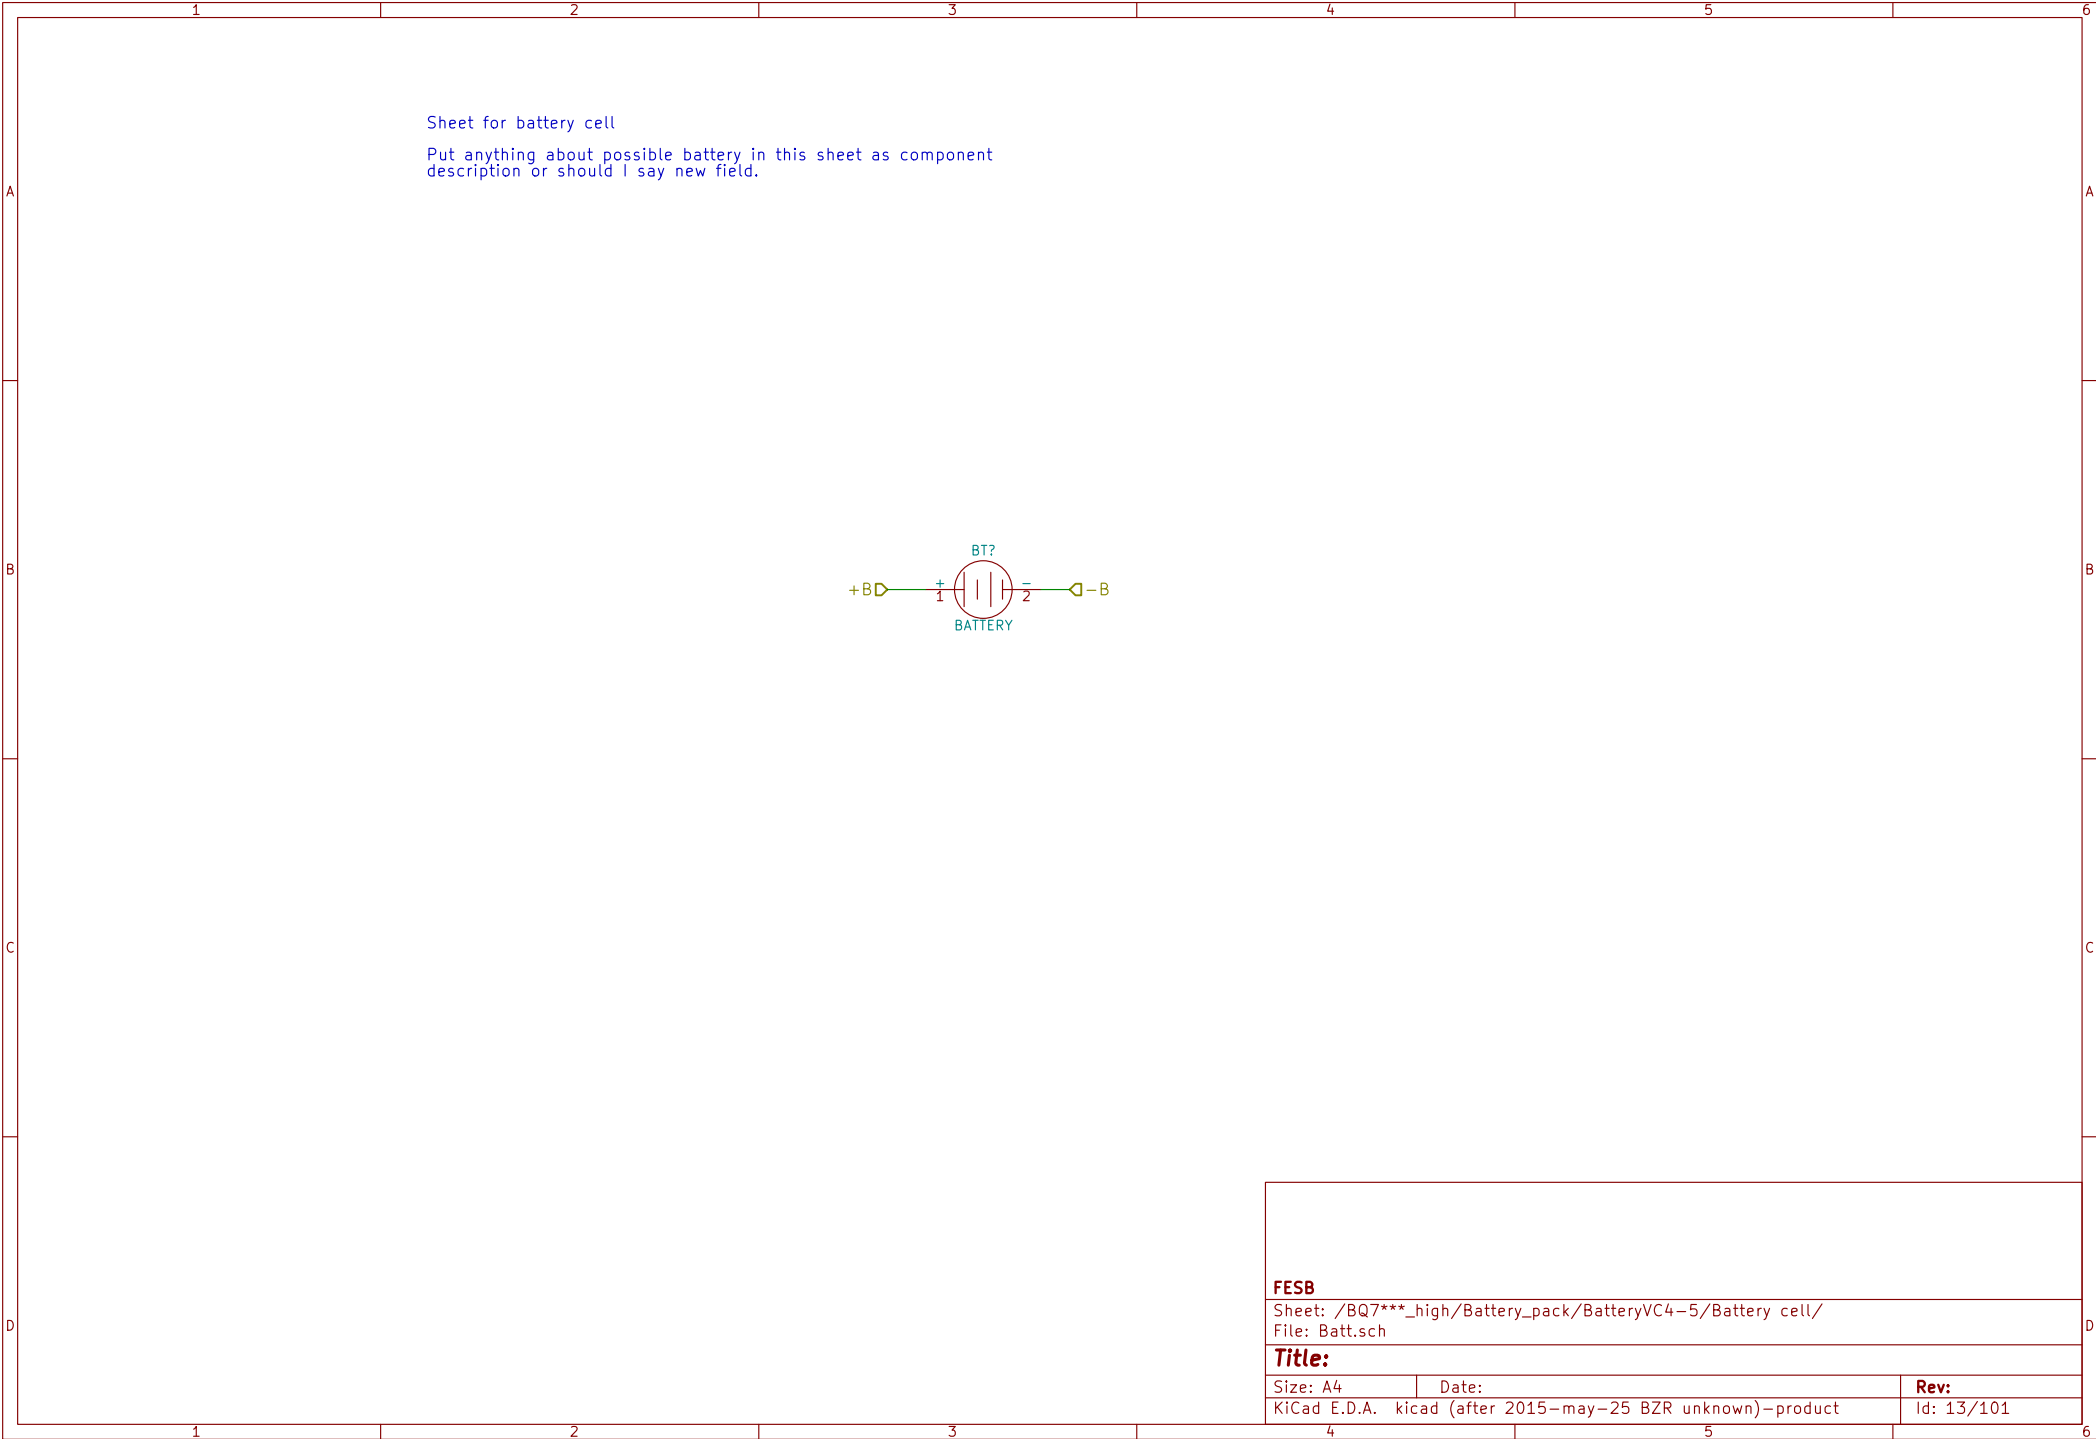 1 2 3 4 5 6
Sheet for battery cell
Put anything about possible battery in this sheet as component
description or should I say new field.
A A
BT?
B B
+B + - -B
1 2
BATTERY
C C
FESB
Sheet: /BQ7***_high/Battery_pack/BatteryVC4-5/Battery cell/
D D
File: Batt.sch
Title:
Size: A4 Date: Rev:
KiCad E.D.A. kicad (after 2015-may-25 BZR unknown)-product Id: 13/101
1 2 3 4 5 6